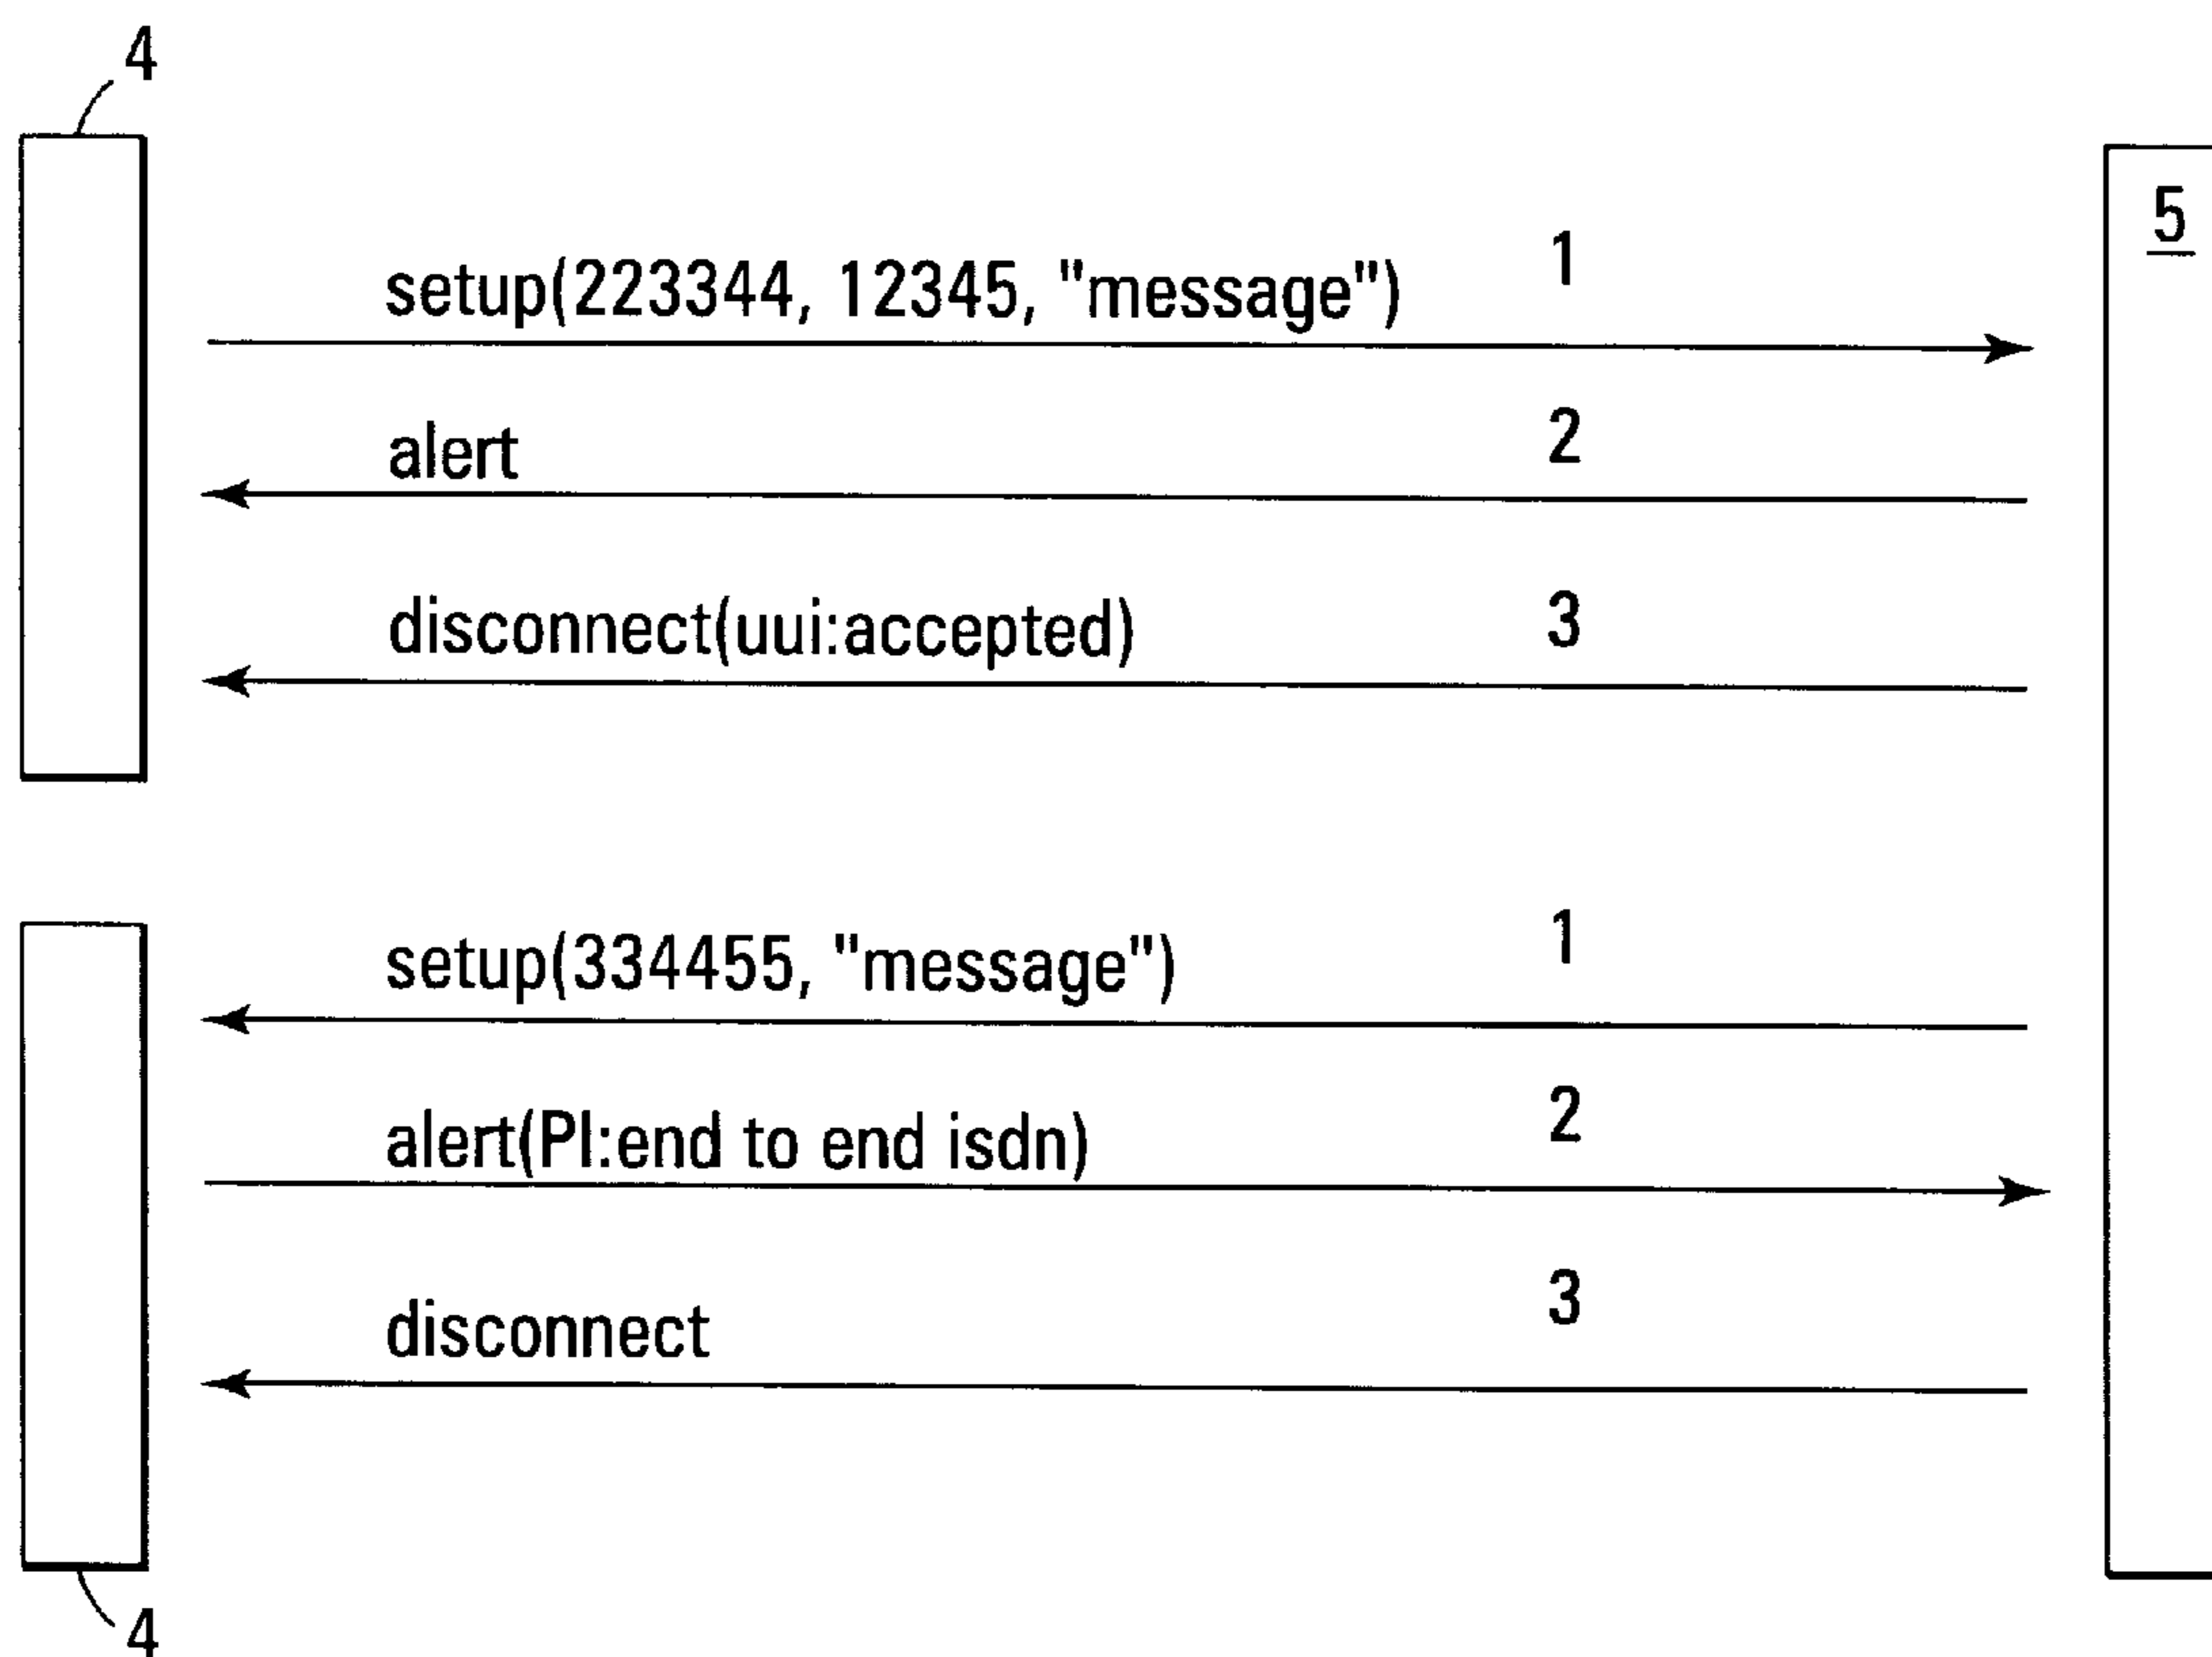 4
5
setup(223344, 12345, "message") 1
alert 2
disconnect(uui:accepted) 3
setup(334455, "message") 1
alert(PI:end to end isdn) 2
disconnect 3
4